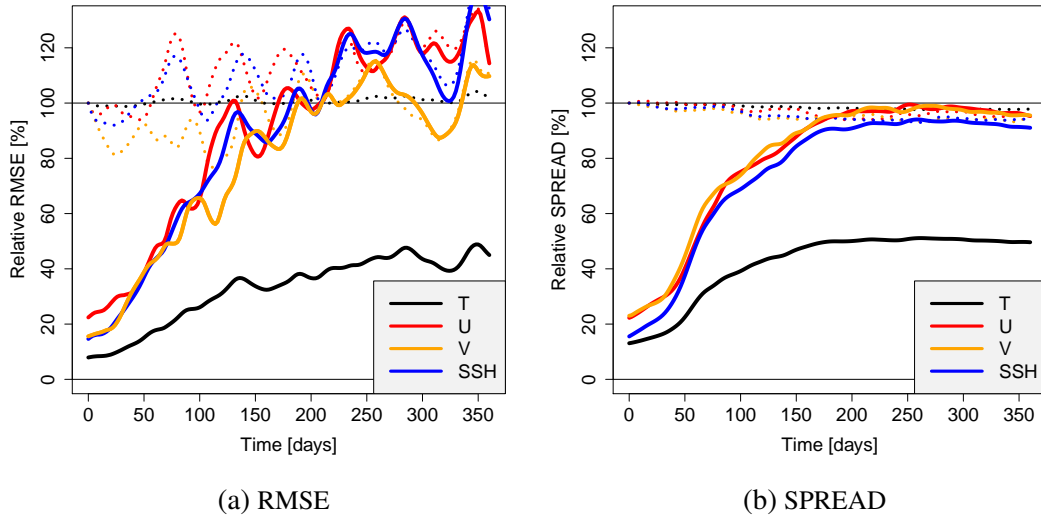 Relative RMSE [%]
0 20 40 60 80 100 120
0 50 100 150 200 250 300 350
Time [days]
T
U
V
SSH
(a) RMSE
Relative SPREAD [%]
0 20 40 60 80 100 120
0 50 100 150 200 250 300 350
Time [days]
T
U
V
SSH
(b) SPREAD